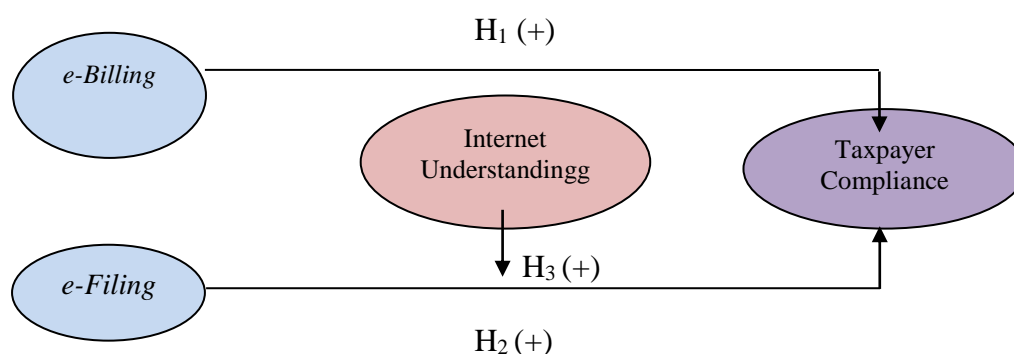 H₁ (+)
e-Billing
Internet
Understandingg
Taxpayer
Compliance
H₃ (+)
e-Filing
H₂ (+)